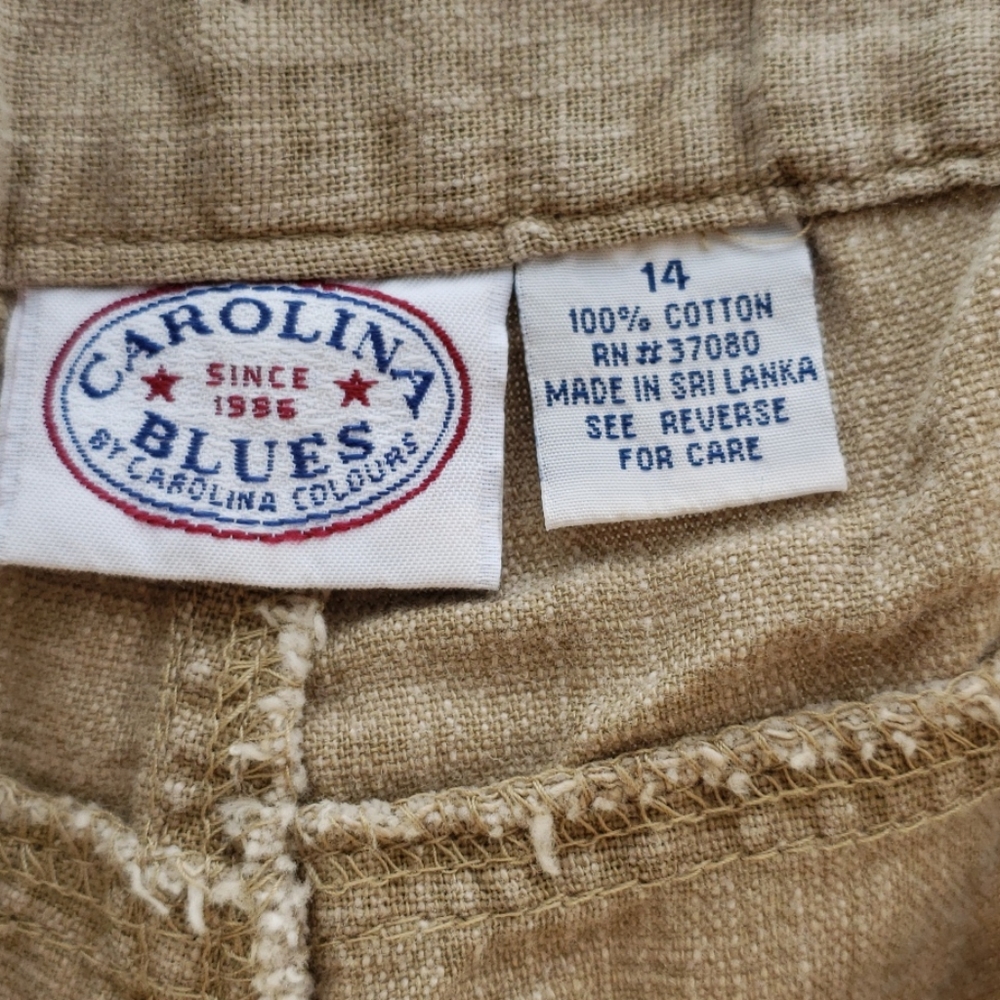 CAROLINA
SINCE
1986
BLUES
BY CAROLINA COLOURS
14
100% COTTON
RN#37080
MADE IN SRI LANKA
SEE REVERSE
FOR CARE